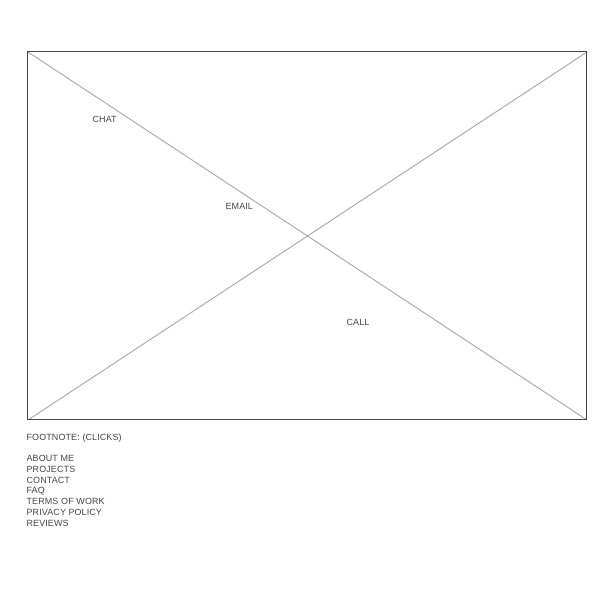 CHAT
EMAIL
CALL
FOOTNOTE: (CLICKS)
ABOUT ME
PROJECTS
CONTACT
FAQ
TERMS OF WORK
PRIVACY POLICY
REVIEWS